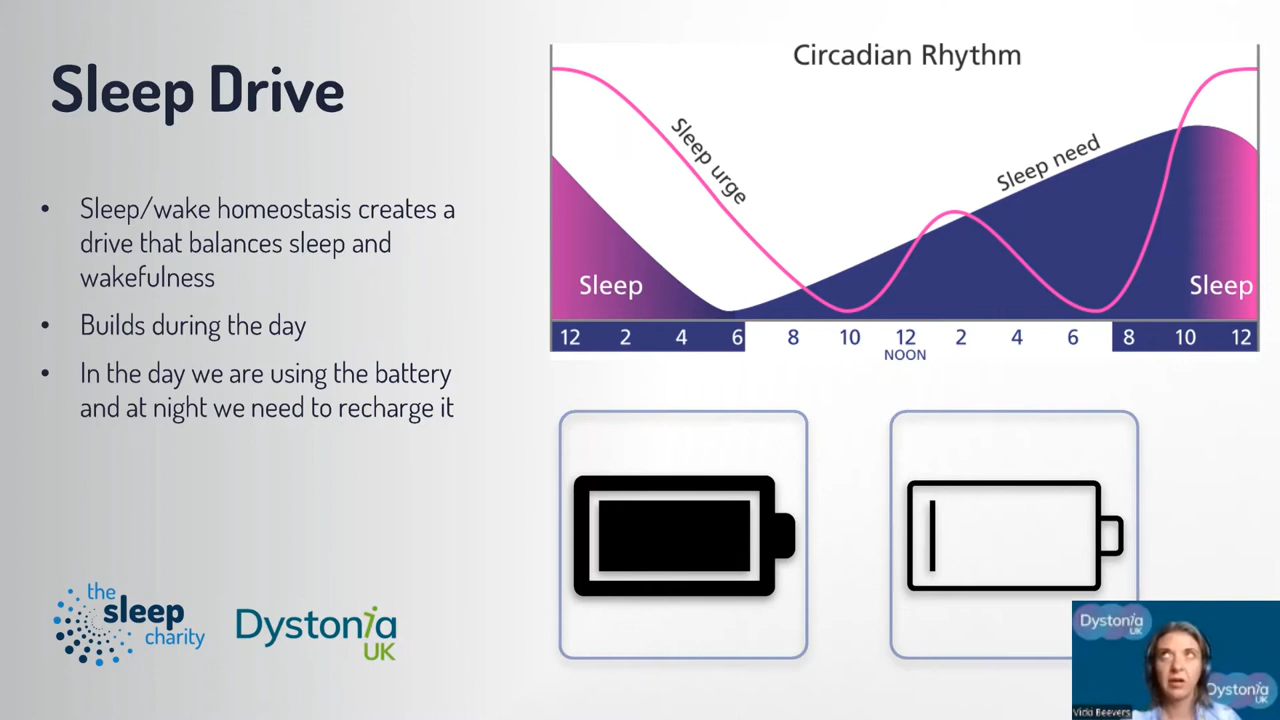 Sleep Drive
• Sleep/wake homeostasis creates a
drive that balances sleep and
wakefulness
• Builds during the day
• In the day we are using the battery
and at night we need to recharge it
Circadian Rhythm
Sleep urge
Sleep need
Sleep
Sleep
12 2 4 6 8 10 12 2 4 6 8 10 12
NOON
the
sleep
charity
Dystonia
UK
Dystonia
UK
Dystonia
UK
Vicki Beevers